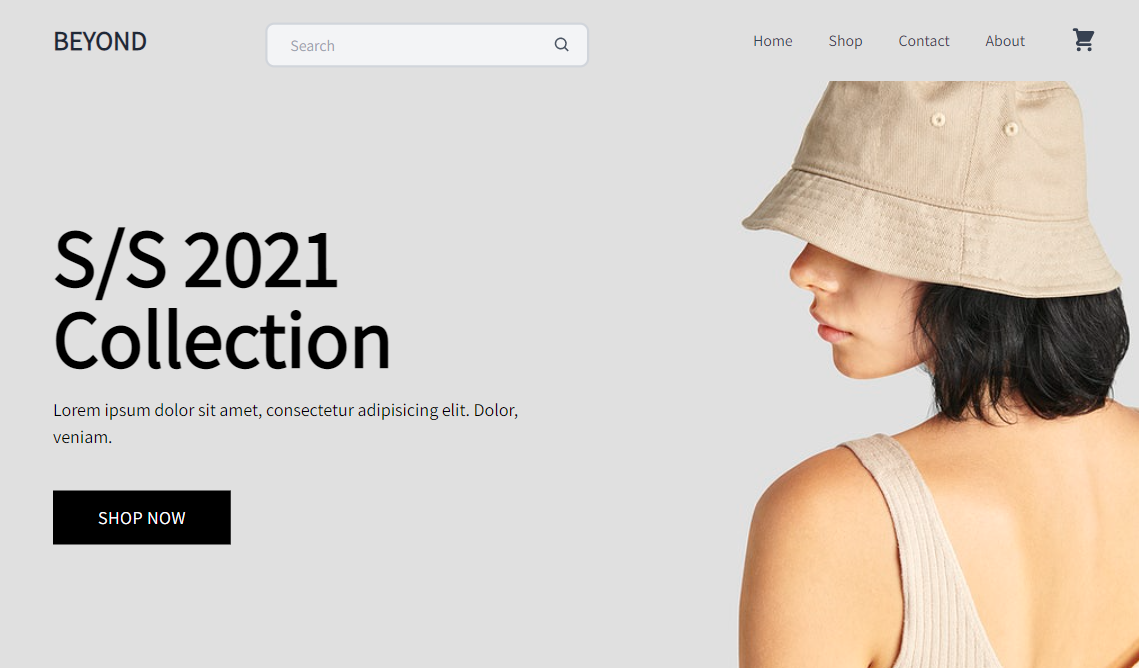 BEYOND
Search
Home
Shop
Contact
About
S/S 2021
Collection
Lorem ipsum dolor sit amet, consectetur adipisicing elit. Dolor,
veniam.
SHOP NOW